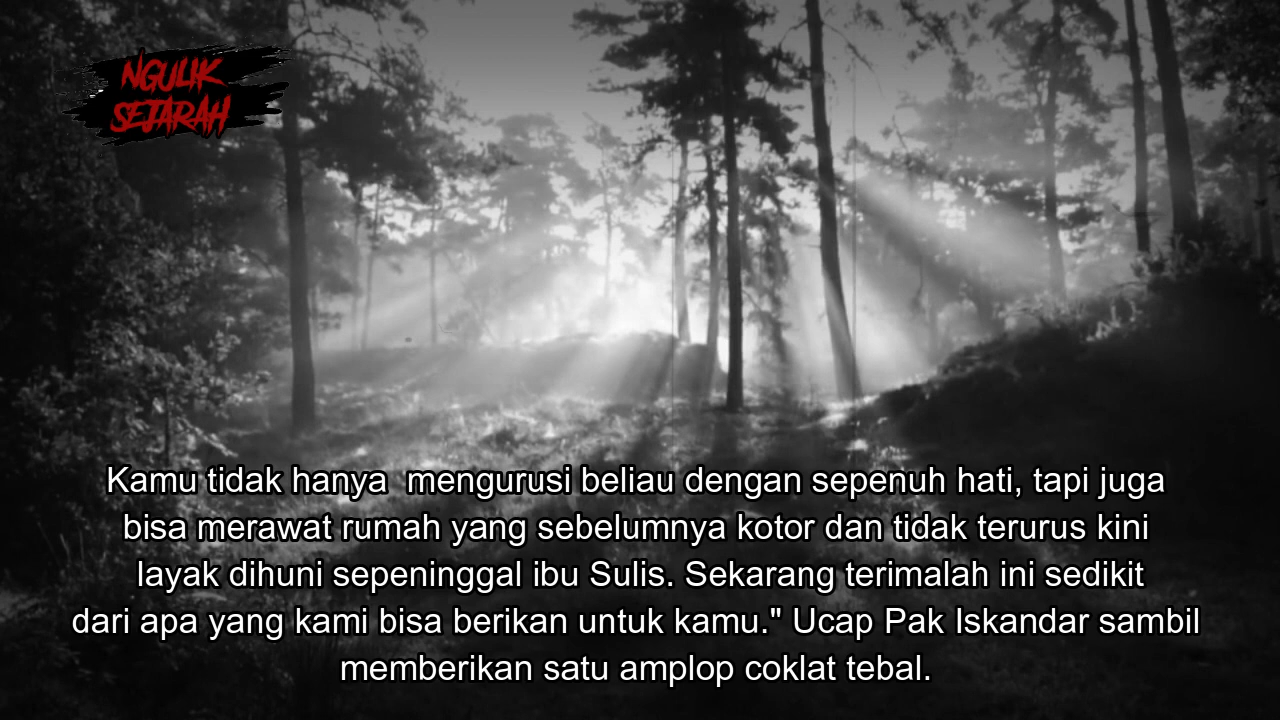 NGULIK
SEJARAH
Kamu tidak hanya  mengurusi beliau dengan sepenuh hati, tapi juga
bisa merawat rumah yang sebelumnya kotor dan tidak terurus kini
layak dihuni sepeninggal ibu Sulis. Sekarang terimalah ini sedikit
dari apa yang kami bisa berikan untuk kamu." Ucap Pak Iskandar sambil
memberikan satu amplop coklat tebal.